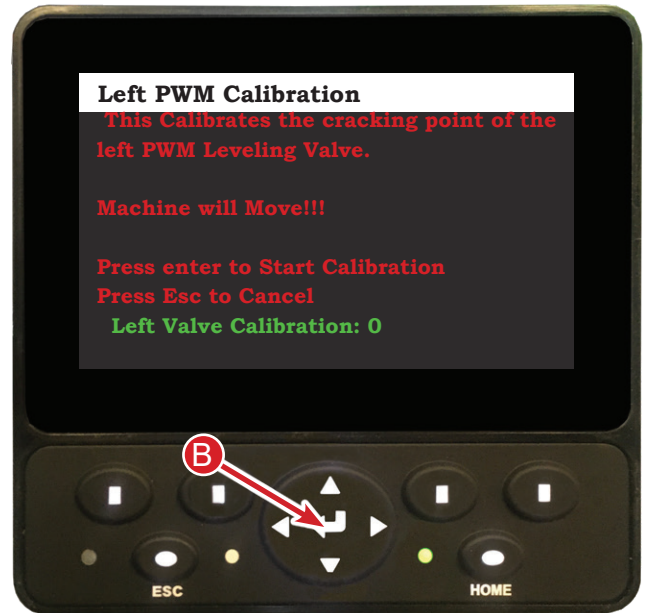 Left PWM Calibration
This Calibrates the cracking point of the
left PWM Leveling Valve.
Machine will Move!!!
Press enter to Start Calibration
Press Esc to Cancel
Left Valve Calibration: 0
B
ESC
HOME